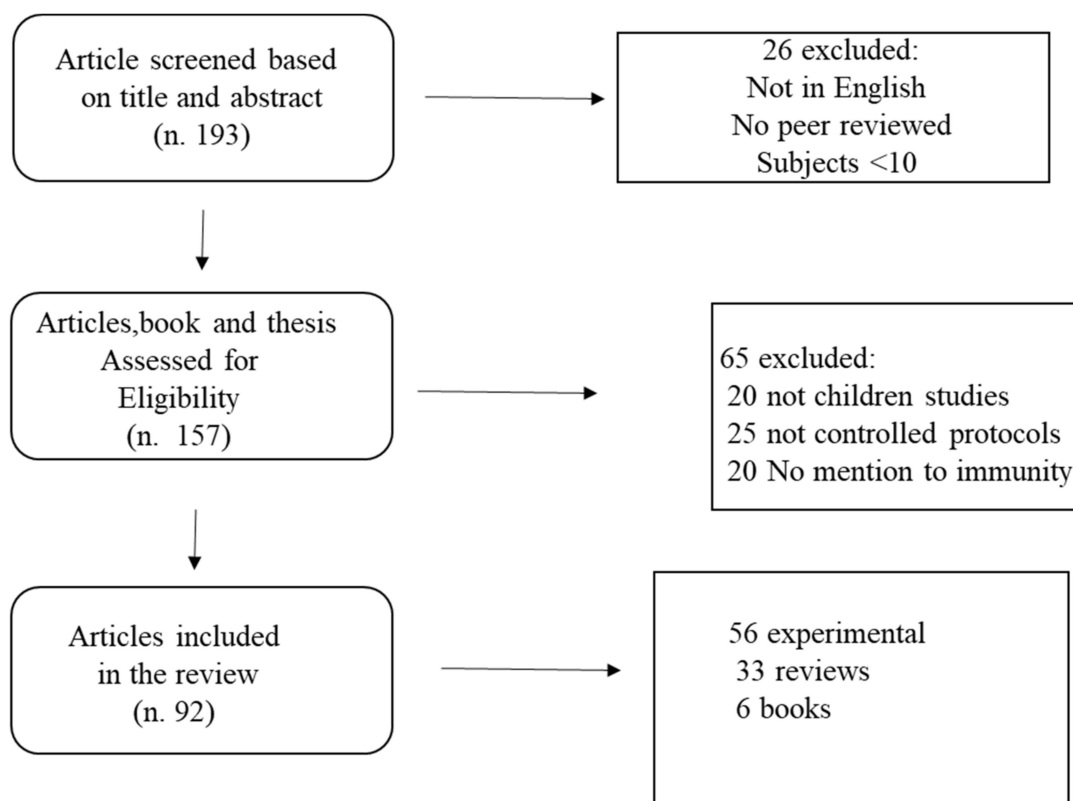 Article screened based
on title and abstract
(n. 193)
26 excluded:
Not in English
No peer reviewed
Subjects <10
Articles,book and thesis
Assessed for
Eligibility
(n. 157)
65 excluded:
20 not children studies
25 not controlled protocols
20 No mention to immunity
Articles included
in the review
(n. 92)
56 experimental
33 reviews
6 books